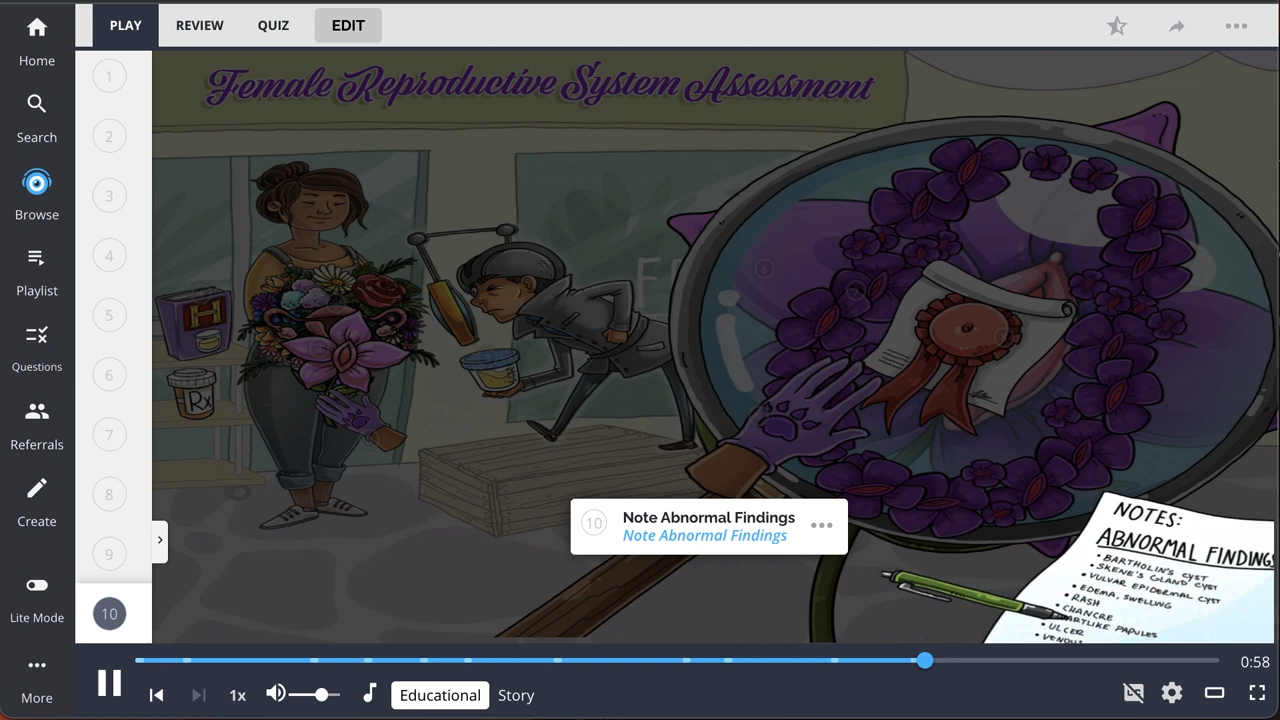 PLAY REVIEW QUIZ EDIT
Home
Search
Browse
Playlist
Questions
Referrals
Create
Lite Mode
More
1
2
3
4
5
6
7
8
9
10
Female Reproductive System Assessment
H
Rx
6
10 Note Abnormal Findings
Note Abnormal Findings
NOTES:
ABNORMAL FINDINGS
• BARTHOLIN'S CYST
• SKENE'S GLAND CYST
• VULVAR EPIDERMAL CYST
• EDEMA, SWELLING
• RASH
• CHANCRE
WARTLIKE PAPULES
• ULCER
0:58
1x
Educational Story